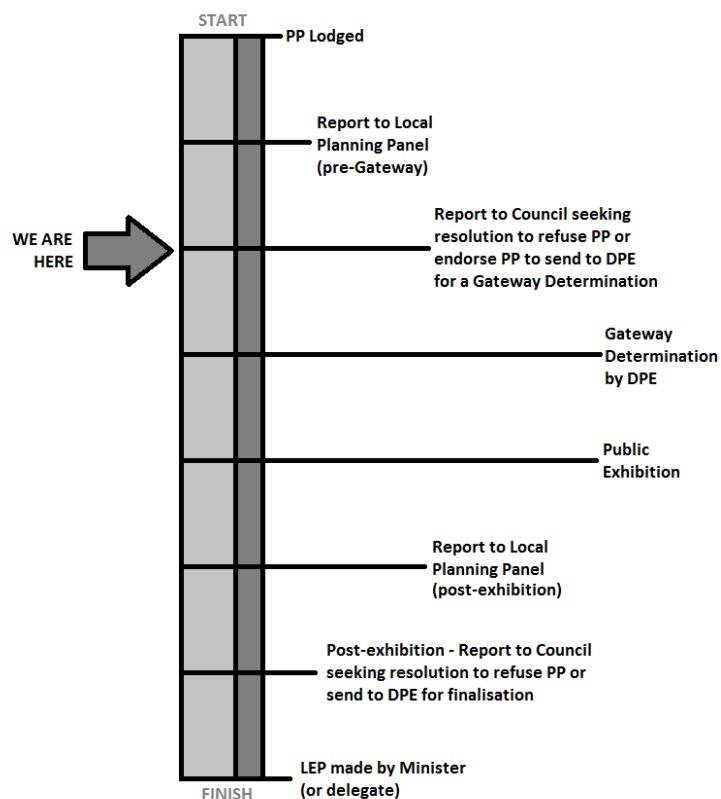 START
PP Lodged
Report to Local
Planning Panel
(pre-Gateway)
WE ARE
HERE
Report to Council seeking
resolution to refuse PP or
endorse PP to send to DPE
for a Gateway Determination
Gateway
Determination
by DPE
Public
Exhibition
Report to Local
Planning Panel
(post-exhibition)
Post-exhibition - Report to Council
seeking resolution to refuse PP or
send to DPE for finalisation
LEP made by Minister
(or delegate)
FINISH